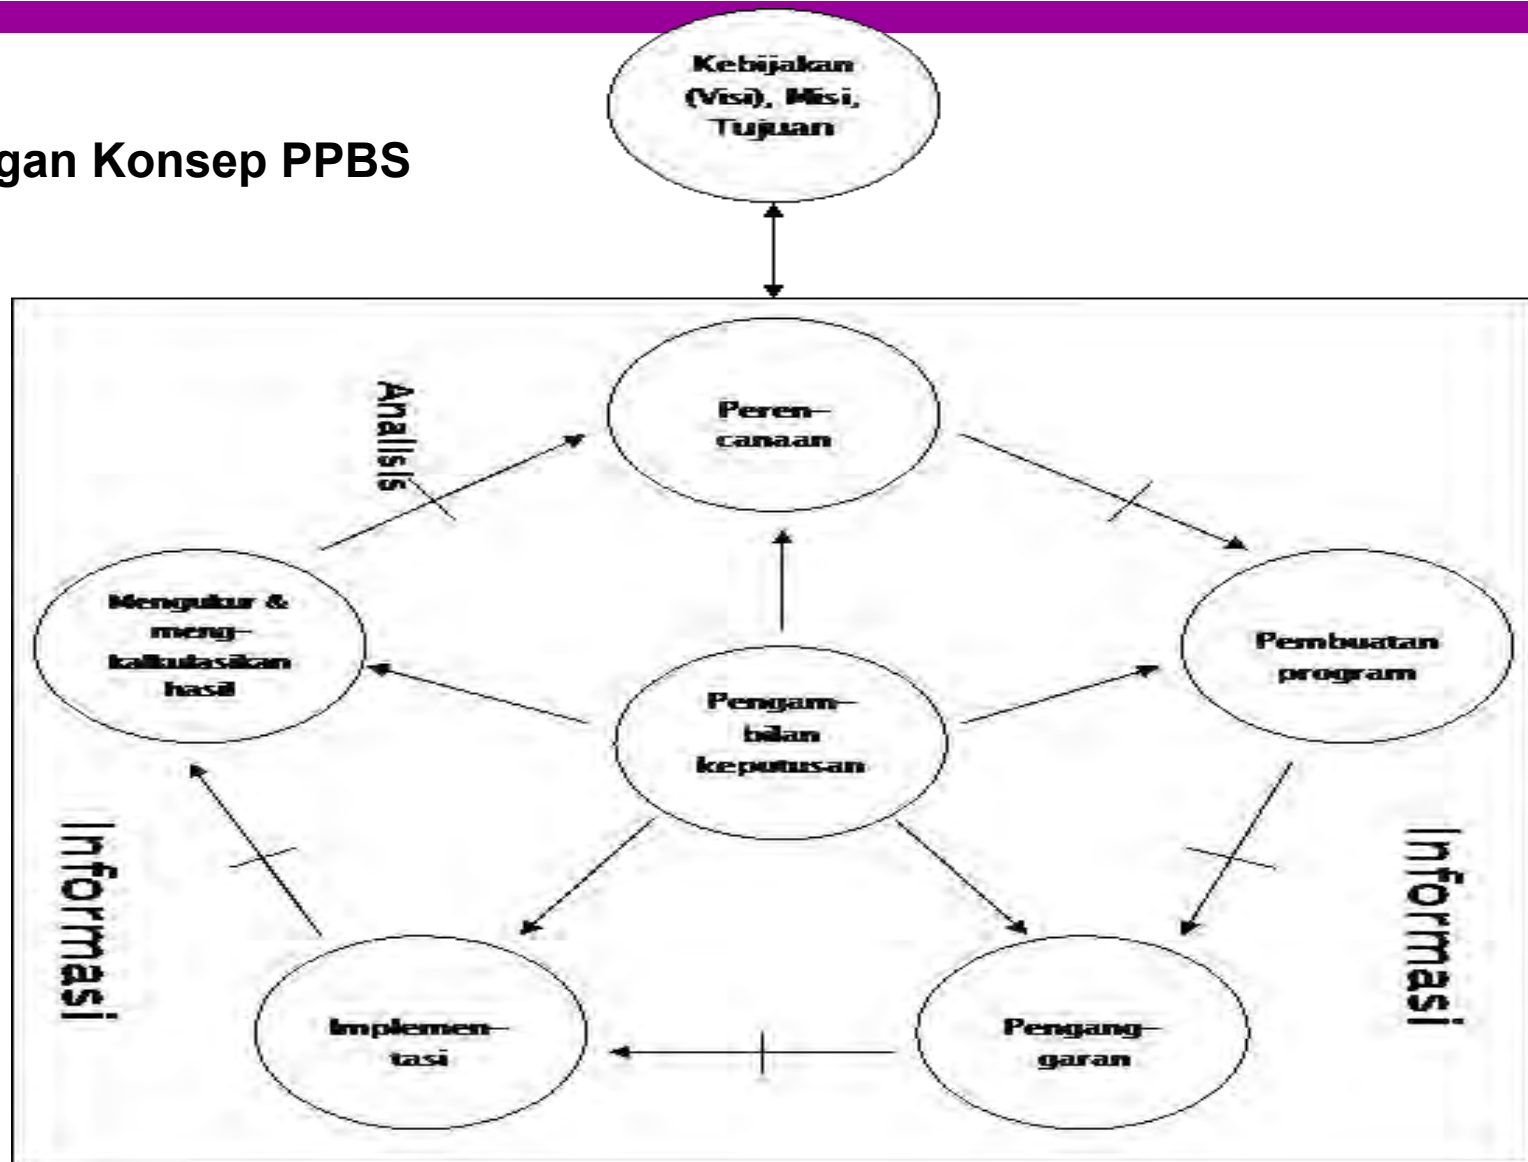 Kebijakan
(Visi), Misi,
Tujuan
gan Konsep PPBS
Analisis
Peren-
canaan
Mengukur &
meng-
kalkulasikan
hasil
Pembuatan
program
Pengam-
bilan
keputusan
Informasi
Informasi
Implemen-
tasi
Pengang-
garan